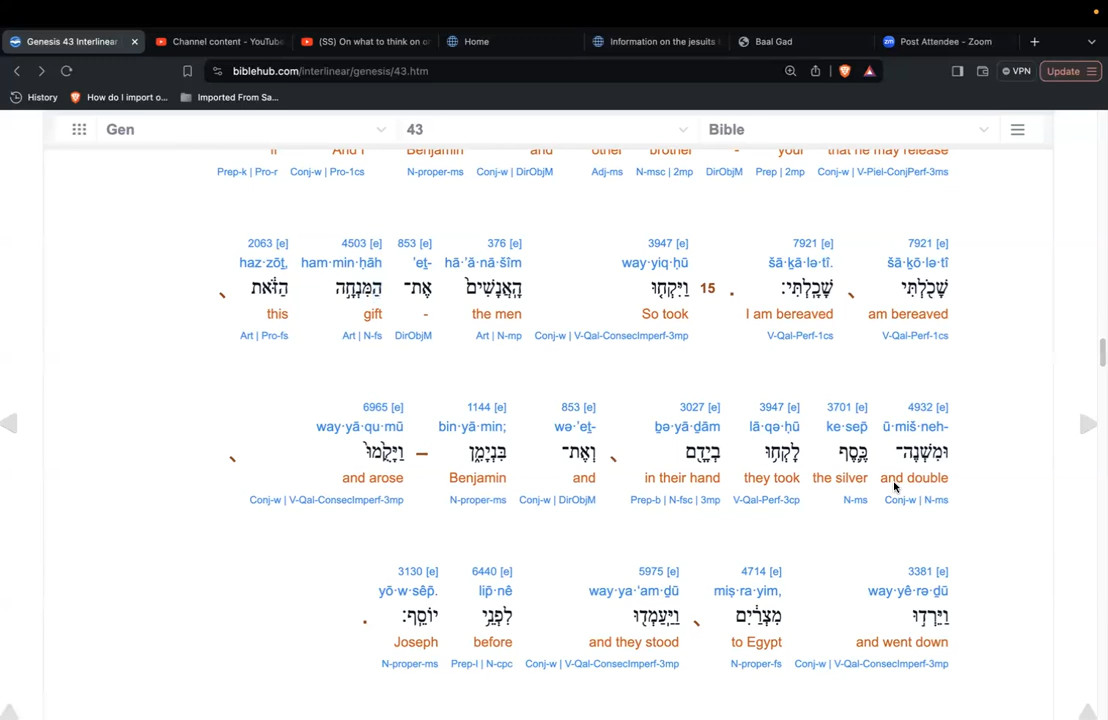 Genesis 43 Interlinear × Channel content - YouTube (SS) On what to think on or Home Information on the jesuits Baal Gad zm Post Attendee - Zoom
biblehub.com/interlinear/genesis/43.htm VPN Update
History How do I import o... Imported From Sa...
Gen 43 Bible
if And I Benjamin and other brother - your that he may release
Prep-k | Pro-r Conj-w | Pro-1cs N-proper-ms Conj-w | DirObjM Adj-ms N-msc | 2mp DirObjM Prep | 2mp Conj-w | V-Piel-ConjPerf-3ms
2063 [e] 4503 [e] 853 [e] 376 [e] 3947 [e] 7921 [e] 7921 [e]
haz·zōṯ, ham·min·ḥāh 'eṯ- hā·'ă·nā·šîm way·yiq·ḥū šā·ḵā·lə·tî. šā·ḵō·lə·tî
שָׁכֹ֖לְתִּי 、 שָׁכָֽלְתִּי׃ . 15 וַיִּקְח֤וּ הָֽאֲנָשִׁים֙ אֶת־ הַמִּנְחָ֣ה הַזֹּ֔את 、
this gift - the men So took I am bereaved am bereaved
Art | Pro-fs Art | N-fs DirObjM Art | N-mp Conj-w | V-Qal-ConsecImperf-3mp V-Qal-Perf-1cs V-Qal-Perf-1cs
6965 [e] 1144 [e] 853 [e] 3027 [e] 3947 [e] 3701 [e] 4932 [e]
way·yā·qu·mū bin·yā·min; wə·'eṯ- ḇə·yā·ḏām lā·qə·ḥū ke·sep̄ ū·miš·neh-
וּמִשְׁנֶה־ כֶּ֛סֶף לָקְח֥וּ בְיָדָ֖ם 、 וְאֶת־ בִּנְיָמִ֑ן – וַיָּקֻ֙מוּ֙ 、
and arose Benjamin and in their hand they took the silver and double
Conj-w | V-Qal-ConsecImperf-3mp N-proper-ms Conj-w | DirObjM Prep-b | N-fsc | 3mp V-Qal-Perf-3cp N-ms Conj-w | N-ms
3130 [e] 6440 [e] 5975 [e] 4714 [e] 3381 [e]
yō·w·sêp̄. lip̄·nê way·ya·'am·ḏū miṣ·ra·yim, way·yê·rə·ḏū
וַיֵּרְד֣וּ מִצְרַ֔יִם 、 וַיַּֽעַמְד֖וּ לִפְנֵ֥י יוֹסֵֽף׃ .
Joseph before and they stood to Egypt and went down
N-proper-ms Prep-l | N-cpc Conj-w | V-Qal-ConsecImperf-3mp N-proper-fs Conj-w | V-Qal-ConsecImperf-3mp